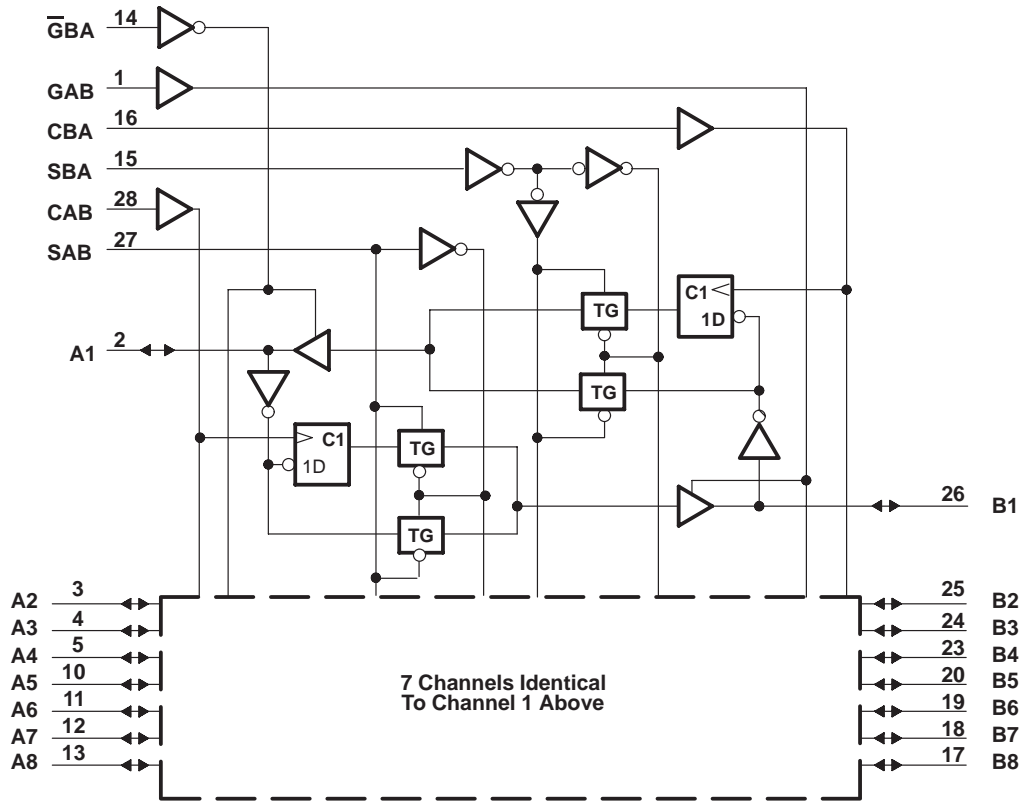 G̅BA 14
GAB 1
CBA 16
SBA 15
CAB 28
SAB 27
C1
1D
TG
A1 2
TG
C1
1D
TG
TG
26 B1
A2 3
A3 4
A4 5
A5 10
A6 11
A7 12
A8 13
7 Channels Identical
To Channel 1 Above
25 B2
24 B3
23 B4
20 B5
19 B6
18 B7
17 B8